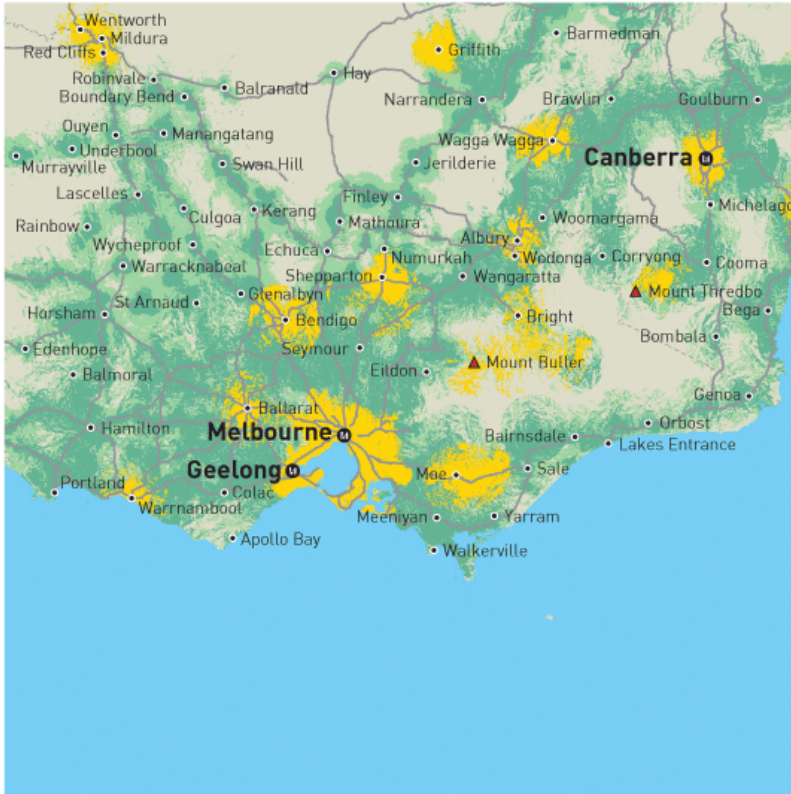 Wentworth
Mildura
Red Cliffs
Griffith
Barmedman
Robinvale
Boundary Bend
Balranald
Hay
Narrandera
Brawlin
Goulburn
Ouyen
Underbool
Manangatang
Murrayville
Swan Hill
Jerilderie
Wagga Wagga
Canberra
M
Lascelles
Rainbow
Culgoa
Kerang
Finley
Mathoura
Woomargama
Michelago
Wycheproof
Warracknabeal
Echuca
Numurkah
Albury
Wodonga
Corryong
Cooma
Shepparton
Wangaratta
Horsham
St Arnaud
Glenalbyn
Bendigo
Mount Thredbo
Bega
Bright
Edenhope
Balmoral
Seymour
Eildon
Mount Buller
Bombala
Genoa
Ballarat
Hamilton
Melbourne
M
Bairnsdale
Orbost
Lakes Entrance
Geelong
M
Moe
Sale
Portland
Warrnambool
Colac
Meeniyan
Yarram
Apollo Bay
Walkerville